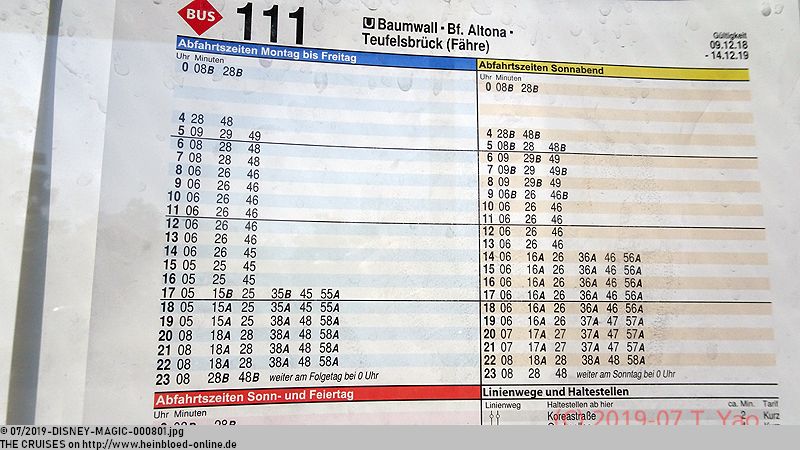 BUS 111 U Baumwall · Bf. Altona · Teufelsbrück (Fähre)
Gültigkeit
09.12.18
- 14.12.19
Abfahrtszeiten Montag bis Freitag
Uhr Minuten
0 08B 28B
4 28 48
5 09 29 49
6 08 28 48
7 08 28 48
8 06 26 46
9 06 26 46
10 06 26 46
11 06 26 46
12 06 26 46
13 06 26 46
14 06 26 45
15 05 25 45
16 05 25 45
17 05 15B 25 35B 45 55A
18 05 15A 25 35A 45 55A
19 05 15A 25 38A 48 58A
20 08 18A 28 38A 48 58A
21 08 18A 28 38A 48 58A
22 08 18A 28 38A 48 58A
23 08 28B 48B weiter am Folgetag bei 0 Uhr
Abfahrtszeiten Sonnabend
Uhr Minuten
0 08B 28B
4 28B 48B
5 08B 28 48B
6 09 29B 49
7 09B 29 49B
8 09 29B 49
9 06B 26 46
10 06 26 46
11 06 26 46
12 06 26 46
13 06 26 46
14 06 16A 26 36A 46 56A
15 06 16A 26 36A 46 56A
16 06 16A 26 36A 46 56A
17 06 16A 26 36A 46 56A
18 06 16A 26 36A 46 56A
19 06 16A 26 37A 47 57A
20 07 17A 27 37A 47 57A
21 07 17A 27 37A 47 57A
22 08 18A 28 38A 48 58A
23 08 28 48 weiter am Sonntag bei 0 Uhr
Abfahrtszeiten Sonn- und Feiertag
Uhr Minuten
Linienwege und Haltestellen
Linienweg Haltestellen ab hier ca. Min. Tarif
Koreastraße 2 Kurz
(C) 2019-07 T. Yao
© 07/2019-DISNEY-MAGIC-000801.jpg
THE CRUISES on http://www.heinbloed-online.de